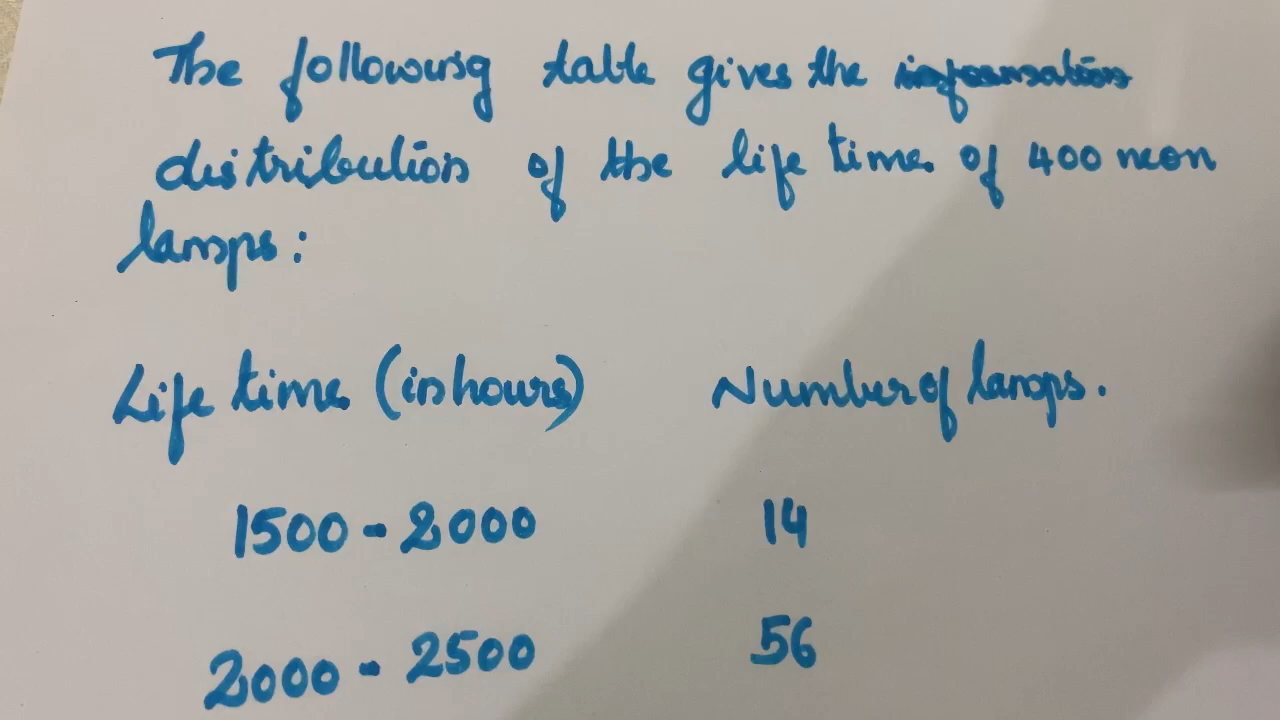 The following table gives the
distribution of the life time of 400 neon
lamps:
Life time (in hours) Number of lamps.
1500 - 2000 14
2000 - 2500 56